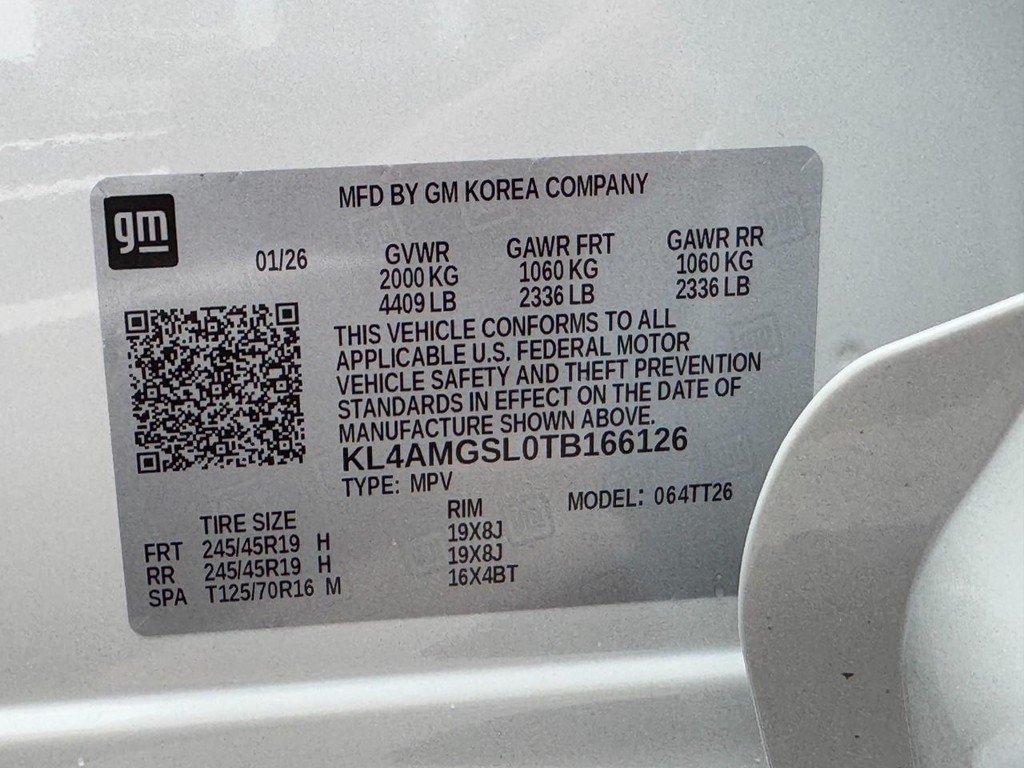 MFD BY GM KOREA COMPANY
gm
01/26
GVWR GAWR FRT GAWR RR
2000 KG 1060 KG 1060 KG
4409 LB 2336 LB 2336 LB
THIS VEHICLE CONFORMS TO ALL
APPLICABLE U.S. FEDERAL MOTOR
VEHICLE SAFETY AND THEFT PREVENTION
STANDARDS IN EFFECT ON THE DATE OF
MANUFACTURE SHOWN ABOVE.
KL4AMGSL0TB166126
TYPE: MPV MODEL: 064TT26
TIRE SIZE RIM
FRT 245/45R19 H 19X8J
RR 245/45R19 H 19X8J
SPA T125/70R16 M 16X4BT